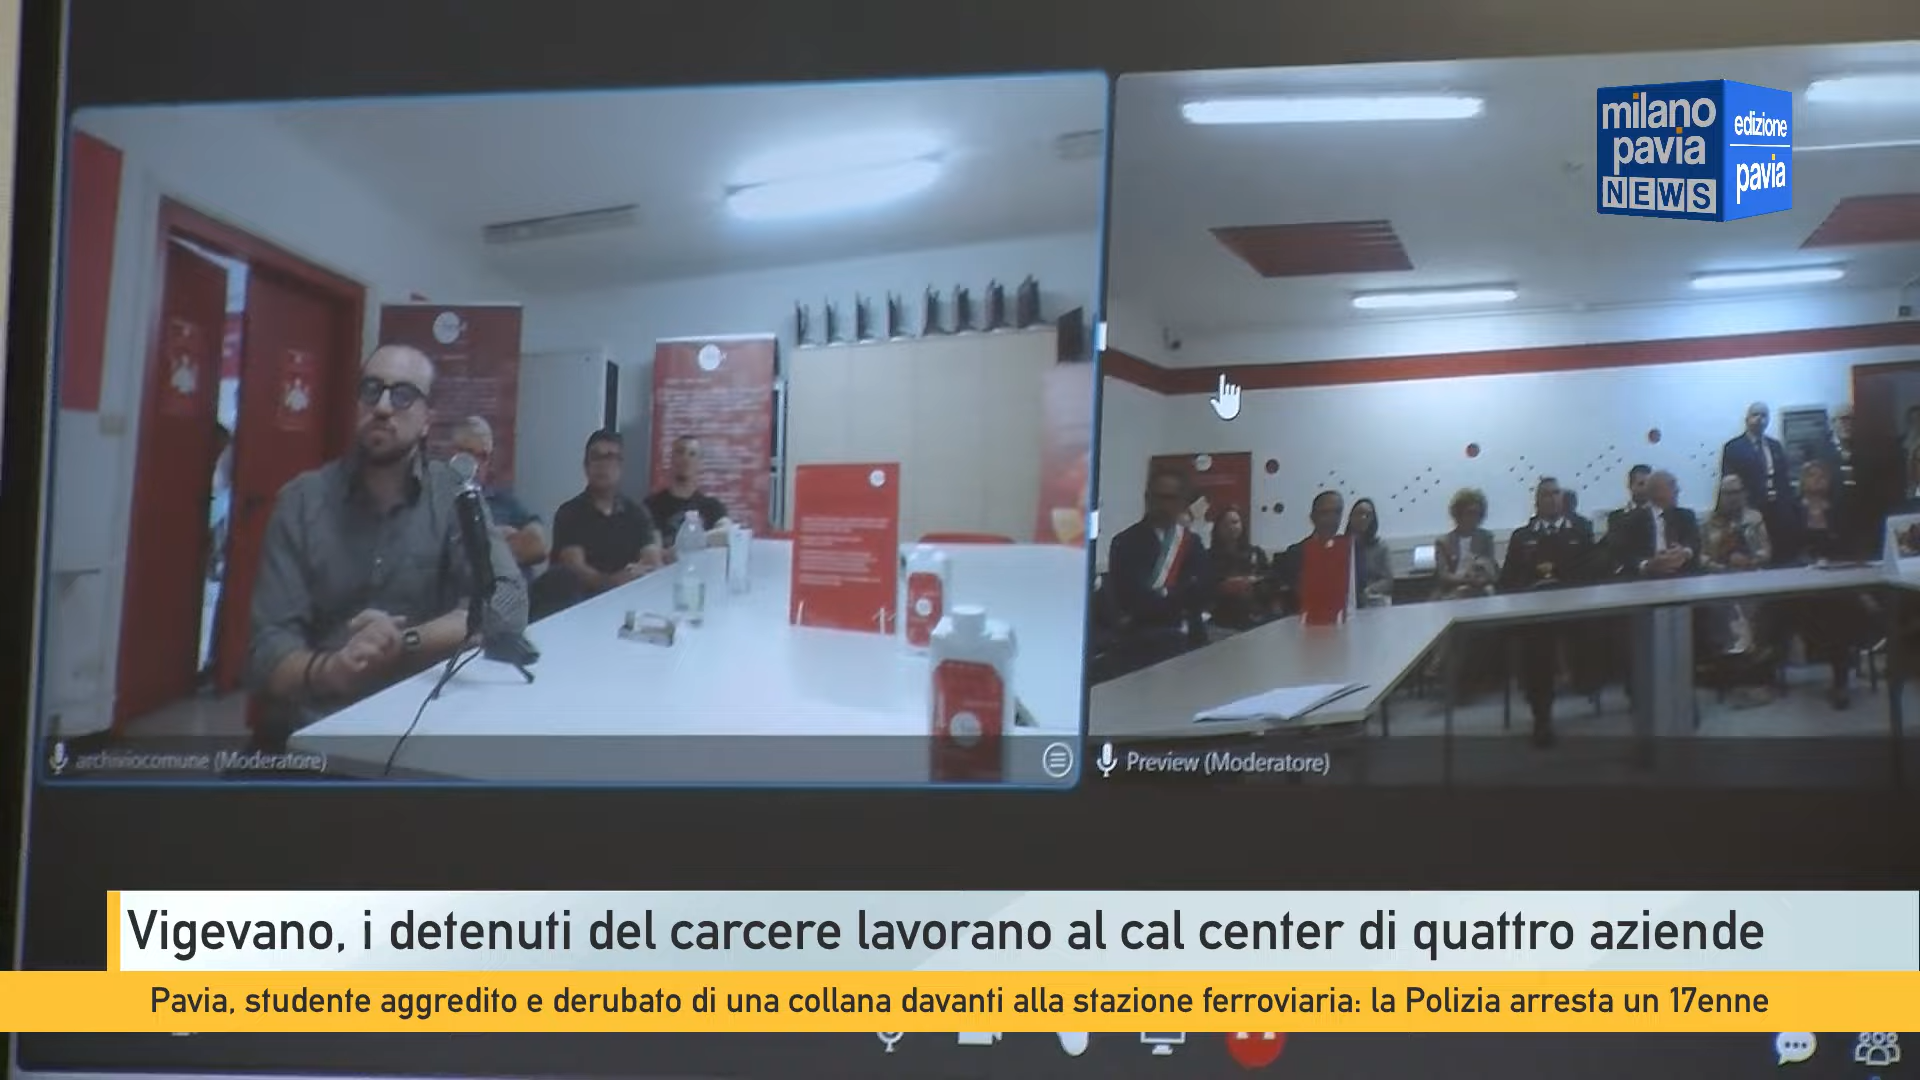 milano
pavia
NEWS
edizione
pavia
archiviocomune (Moderatore)
Preview (Moderatore)
Vigevano, i detenuti del carcere lavorano al cal center di quattro aziende
Pavia, studente aggredito e derubato di una collana davanti alla stazione ferroviaria: la Polizia arresta un 17enne